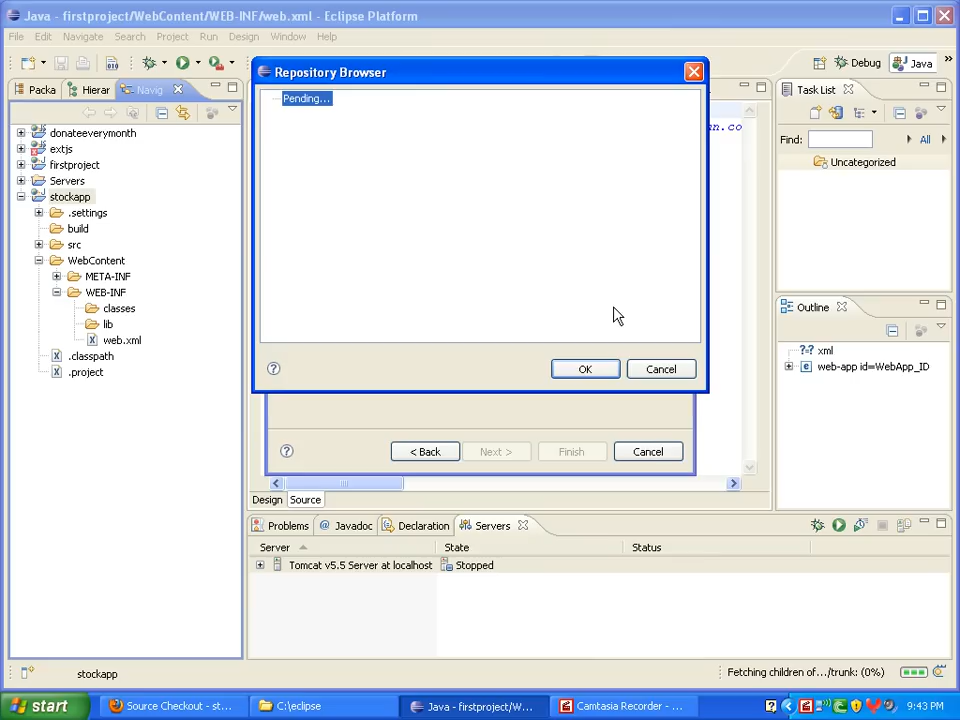 Java - firstproject/WebContent/WEB-INF/web.xml - Eclipse Platform
File Edit Navigate Search Project Run Design Window Help
Debug Java »
Packa Hierar Navig
Repository Browser
Task List
Pending...
Find: All
Uncategorized
donateeverymonth
extjs
firstproject
Servers
stockapp
.settings
build
src
WebContent
META-INF
WEB-INF
classes
lib
web.xml
.classpath
.project
Outline
?=? xml
web-app id=WebApp_ID
OK Cancel
< Back Next > Finish Cancel
Design Source
Problems Javadoc Declaration Servers
Server State Status
Tomcat v5.5 Server at localhost Stopped
stockapp
Fetching children of.../trunk: (0%)
start Source Checkout - st... C:\eclipse Java - firstproject/W... Camtasia Recorder - ... 9:43 PM